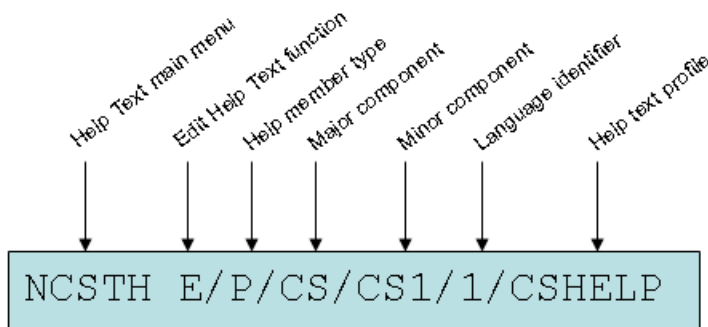 Help Text main menu
Edit Help Text function
Help member type
Major component
Minor component
Language identifier
Help text profile
NCSTH E/P/CS/CS1/1/CSHELP